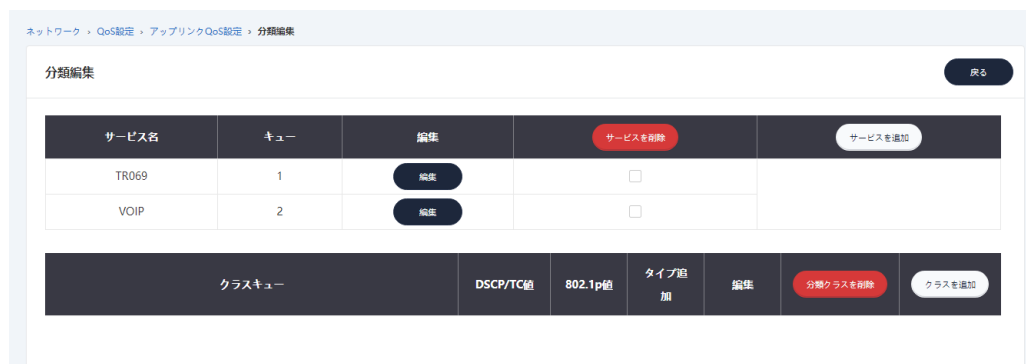 ネットワーク › QoS設定 › アップリンクQoS設定 › 分類編集
分類編集 戻る
サービス名 キュー 編集 サービスを削除 サービスを追加
TR069 1 編集
VOIP 2 編集
クラスキュー DSCP/TC値 802.1p値 タイプ追加 編集 分類クラスを削除 クラスを追加